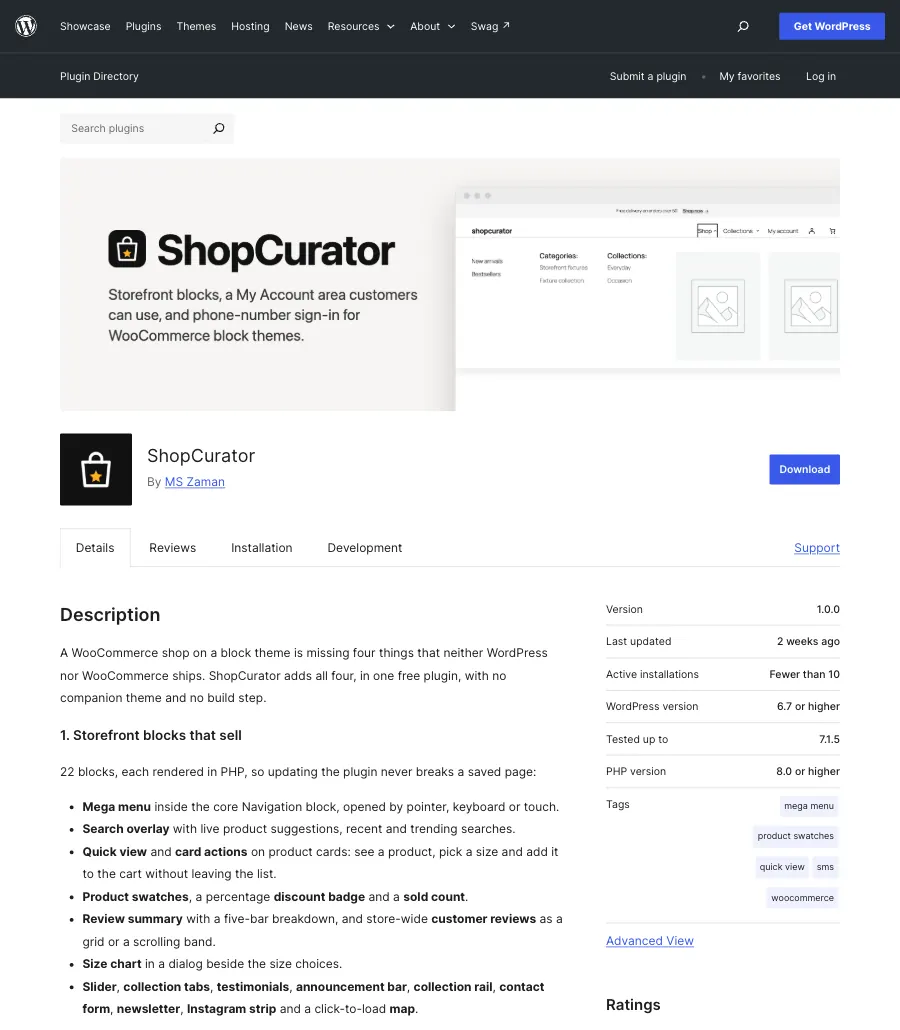 Showcase Plugins Themes Hosting News Resources About Swag ↗ Get WordPress
Plugin Directory Submit a plugin • My favorites Log in
Search plugins
Free delivery on orders over 50 Shop now →
shopcurator Shop Collections My account
New arrivals Categories: Collections:
Bestsellers Storefront fixtures Everyday
Fixture collection Occasion
ShopCurator
Storefront blocks, a My Account area customers
can use, and phone-number sign-in for
WooCommerce block themes.
ShopCurator
By MS Zaman
Download
Details Reviews Installation Development Support
Description
A WooCommerce shop on a block theme is missing four things that neither WordPress
nor WooCommerce ships. ShopCurator adds all four, in one free plugin, with no
companion theme and no build step.
1. Storefront blocks that sell
22 blocks, each rendered in PHP, so updating the plugin never breaks a saved page:
• Mega menu inside the core Navigation block, opened by pointer, keyboard or touch.
• Search overlay with live product suggestions, recent and trending searches.
• Quick view and card actions on product cards: see a product, pick a size and add it
to the cart without leaving the list.
• Product swatches, a percentage discount badge and a sold count.
• Review summary with a five-bar breakdown, and store-wide customer reviews as a
grid or a scrolling band.
• Size chart in a dialog beside the size choices.
• Slider, collection tabs, testimonials, announcement bar, collection rail, contact
form, newsletter, Instagram strip and a click-to-load map.
Version 1.0.0
Last updated 2 weeks ago
Active installations Fewer than 10
WordPress version 6.7 or higher
Tested up to 7.1.5
PHP version 8.0 or higher
Tags mega menu
product swatches
quick view sms
woocommerce
Advanced View
Ratings